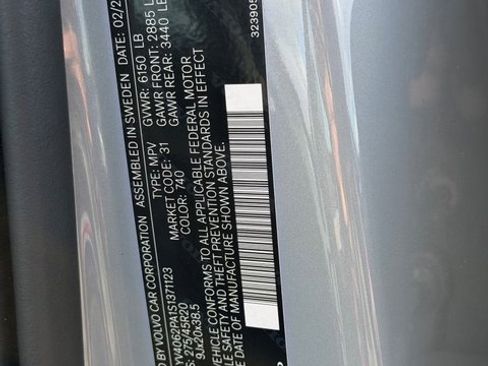 D BY VOLVO CAR CORPORATION ASSEMBLED IN SWEDEN DATE: 02/2
GVWR: 6150 LB
GAWR FRONT: 2885 L
GAWR REAR: 3440 L
YV4062PA1S1371123 TYPE: MPV
S: 275/45R20 MARKET CODE: 31
9Jx20x38.5 COLOR: 740
VEHICLE CONFORMS TO ALL APPLICABLE FEDERAL MOTOR
LE SAFETY AND THEFT PREVENTION STANDARDS IN EFFECT
E DATE OF MANUFACTURE SHOWN ABOVE.
323905